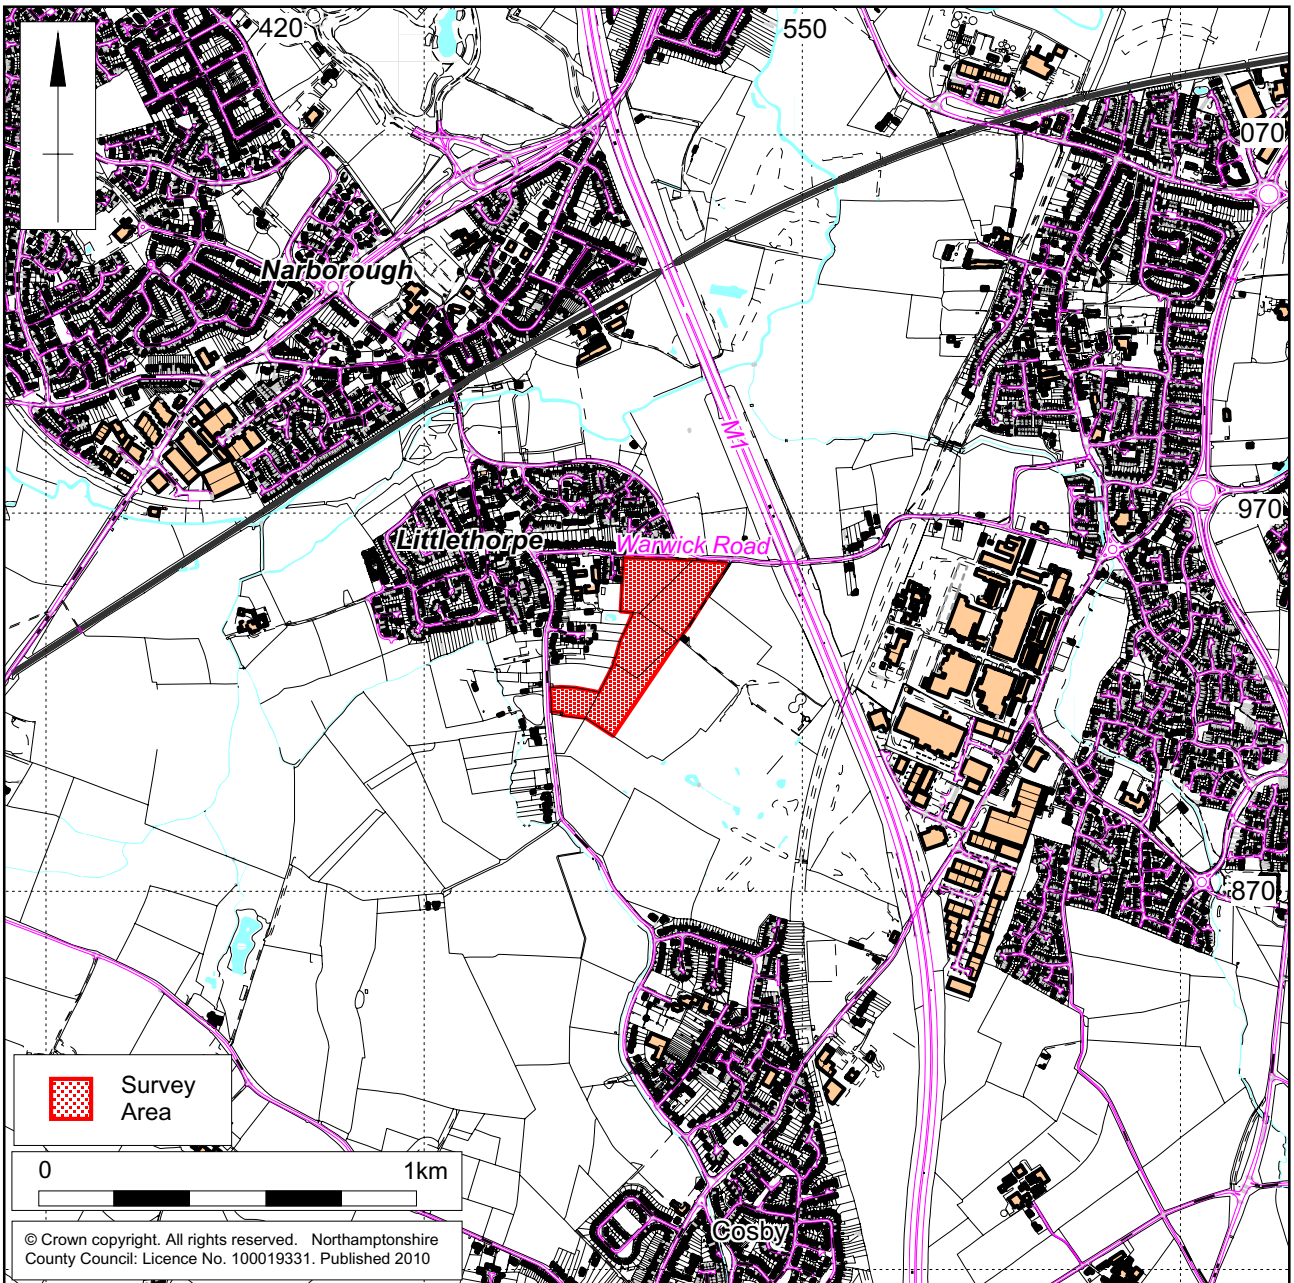 420
550
070
Narborough
M1
970
Littlethorpe
Warwick Road
870
Survey
Area
0
1km
Cosby
© Crown copyright. All rights reserved. Northamptonshire
County Council: Licence No. 100019331. Published 2010